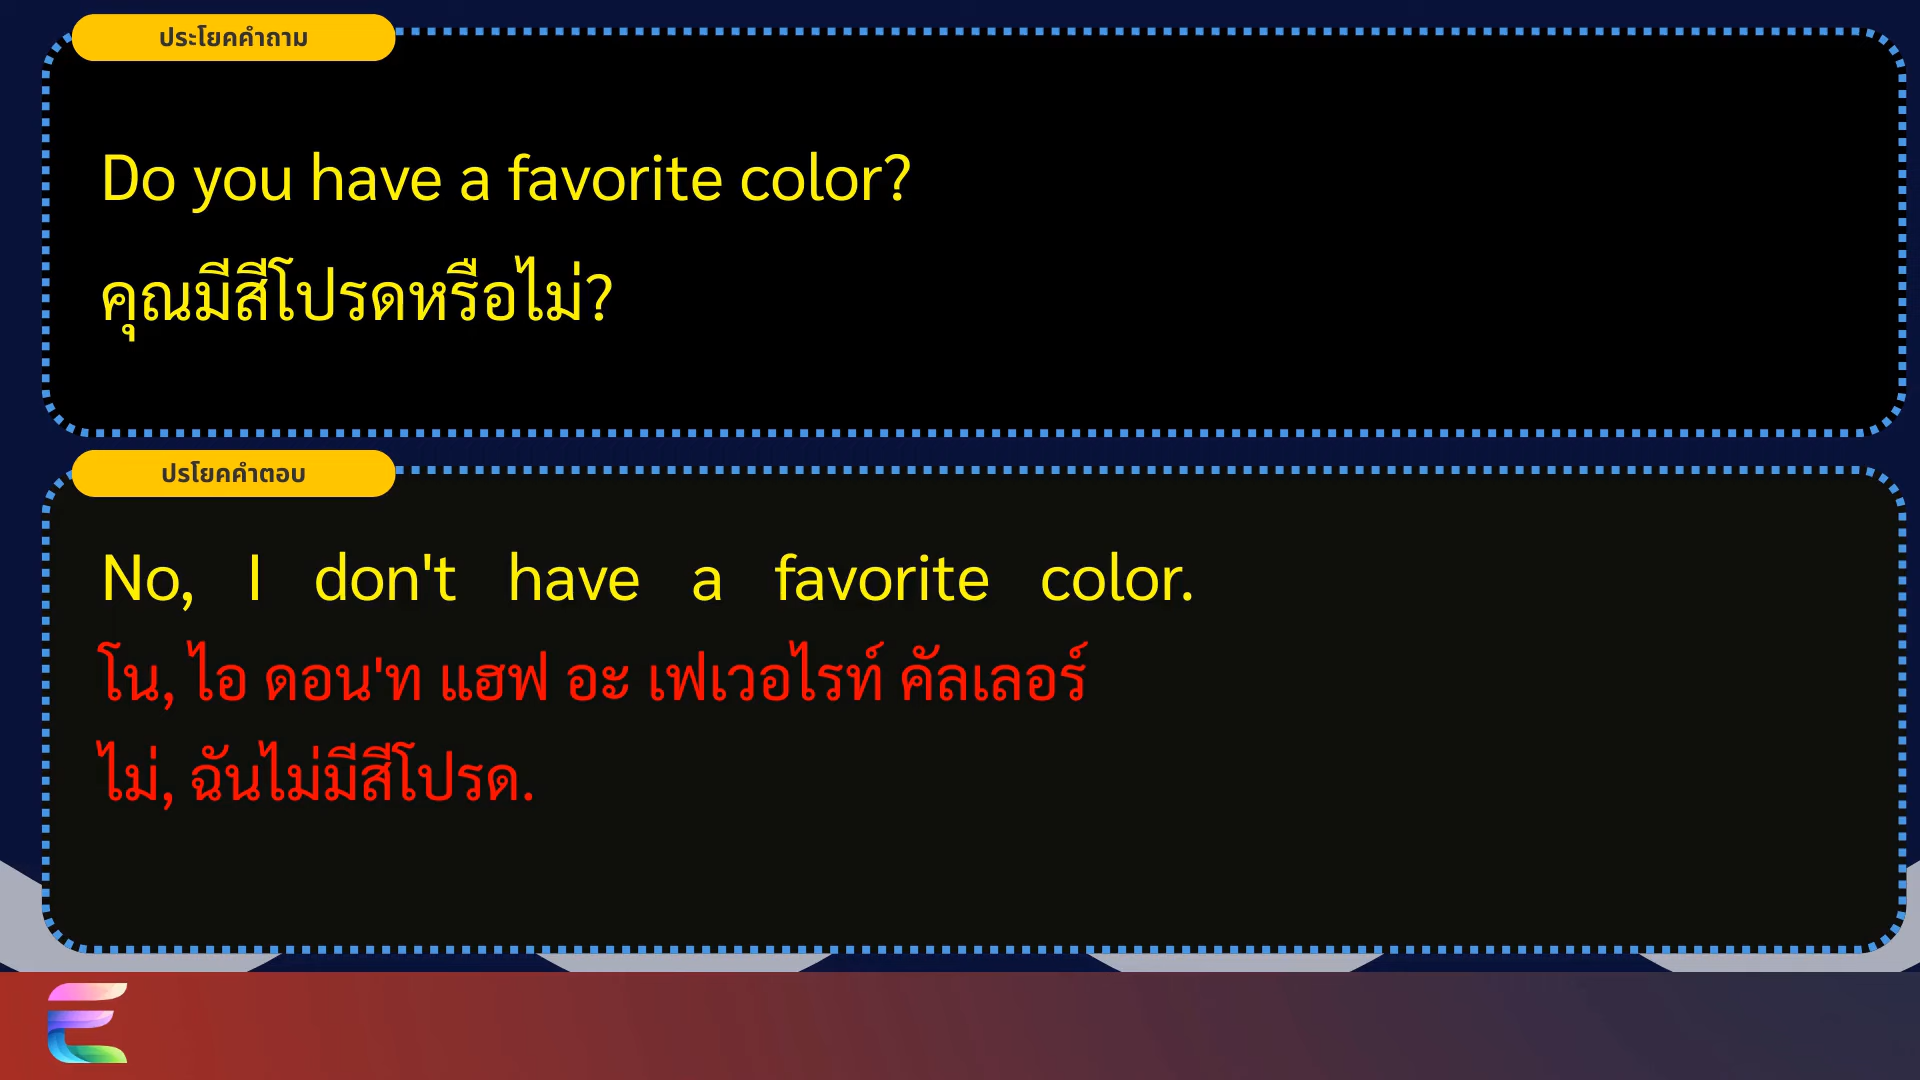 ประโยคคำถาม
Do you have a favorite color?
คุณมีสีโปรดหรือไม่?
ปรโยคคำตอบ
No, I don't have a favorite color.
โน, ไอ ดอน'ท แฮฟ อะ เฟเวอไรท์ คัลเลอร์
ไม่, ฉันไม่มีสีโปรด.